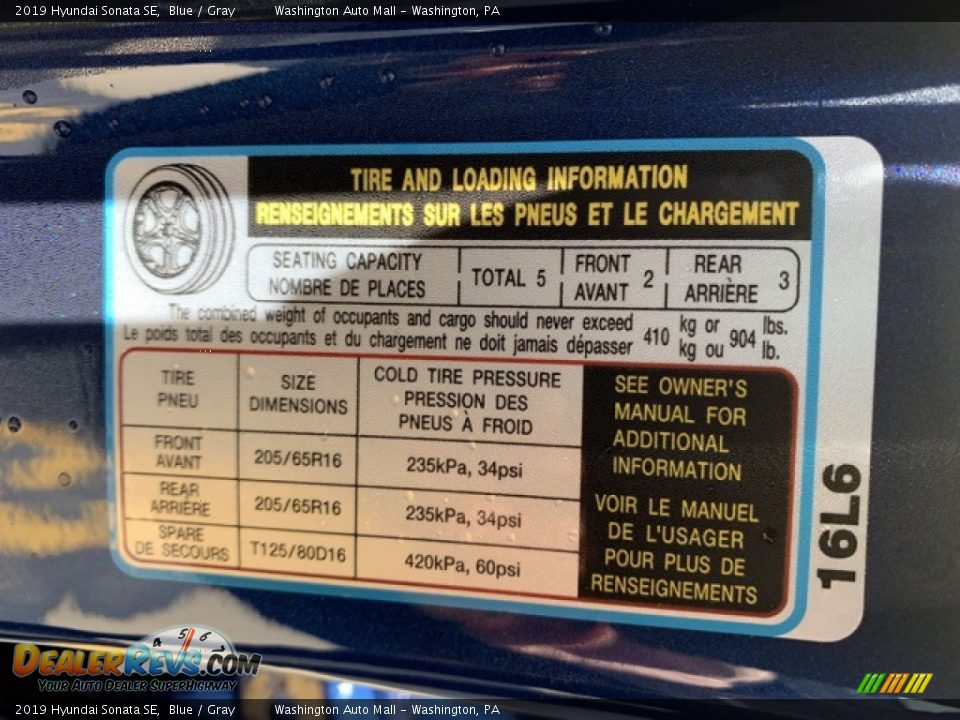 2019 Hyundai Sonata SE, Blue / Gray Washington Auto Mall - Washington, PA
TIRE AND LOADING INFORMATION
RENSEIGNEMENTS SUR LES PNEUS ET LE CHARGEMENT
SEATING CAPACITY
NOMBRE DE PLACES
TOTAL 5
FRONT
AVANT
2
REAR
ARRIÈRE
3
The combined weight of occupants and cargo should never exceed
Le poids total des occupants et du chargement ne doit jamais dépasser
410
kg or
kg ou
904
lbs.
lb.
TIRE
PNEU
SIZE
DIMENSIONS
COLD TIRE PRESSURE
PRESSION DES
PNEUS À FROID
FRONT
AVANT
205/65R16
235kPa, 34psi
REAR
ARRIÈRE
205/65R16
235kPa, 34psi
SPARE
DE SECOURS
T125/80D16
420kPa, 60psi
SEE OWNER'S
MANUAL FOR
ADDITIONAL
INFORMATION
VOIR LE MANUEL
DE L'USAGER
POUR PLUS DE
RENSEIGNEMENTS
16L6
4 5 6
DEALERREVS.COM
YOUR AUTO DEALER SUPERHIGHWAY
2019 Hyundai Sonata SE, Blue / Gray Washington Auto Mall - Washington, PA